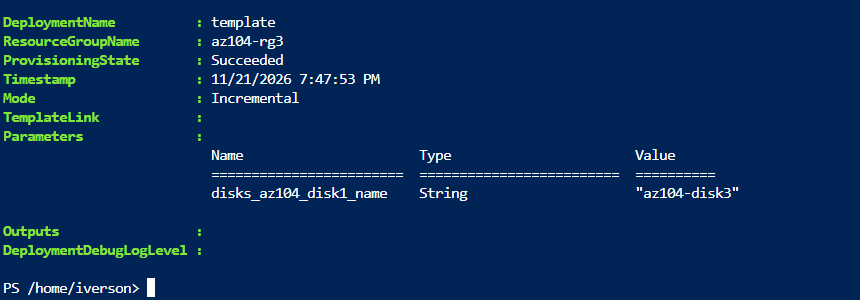 DeploymentName : template
ResourceGroupName : az104-rg3
ProvisioningState : Succeeded
Timestamp : 11/21/2026 7:47:53 PM
Mode : Incremental
TemplateLink :
Parameters :
Name Type Value
======================== ========================= ==========
disks_az104_disk1_name String "az104-disk3"
Outputs :
DeploymentDebugLogLevel :
PS /home/iverson>